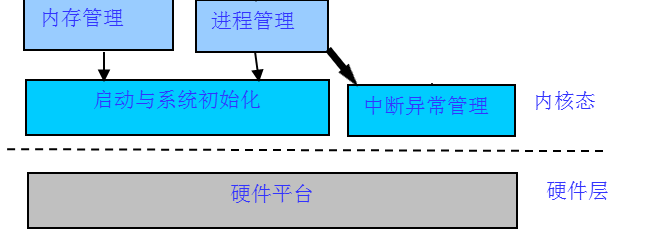 内存管理
进程管理
启动与系统初始化
中断异常管理
内核态
硬件平台
硬件层